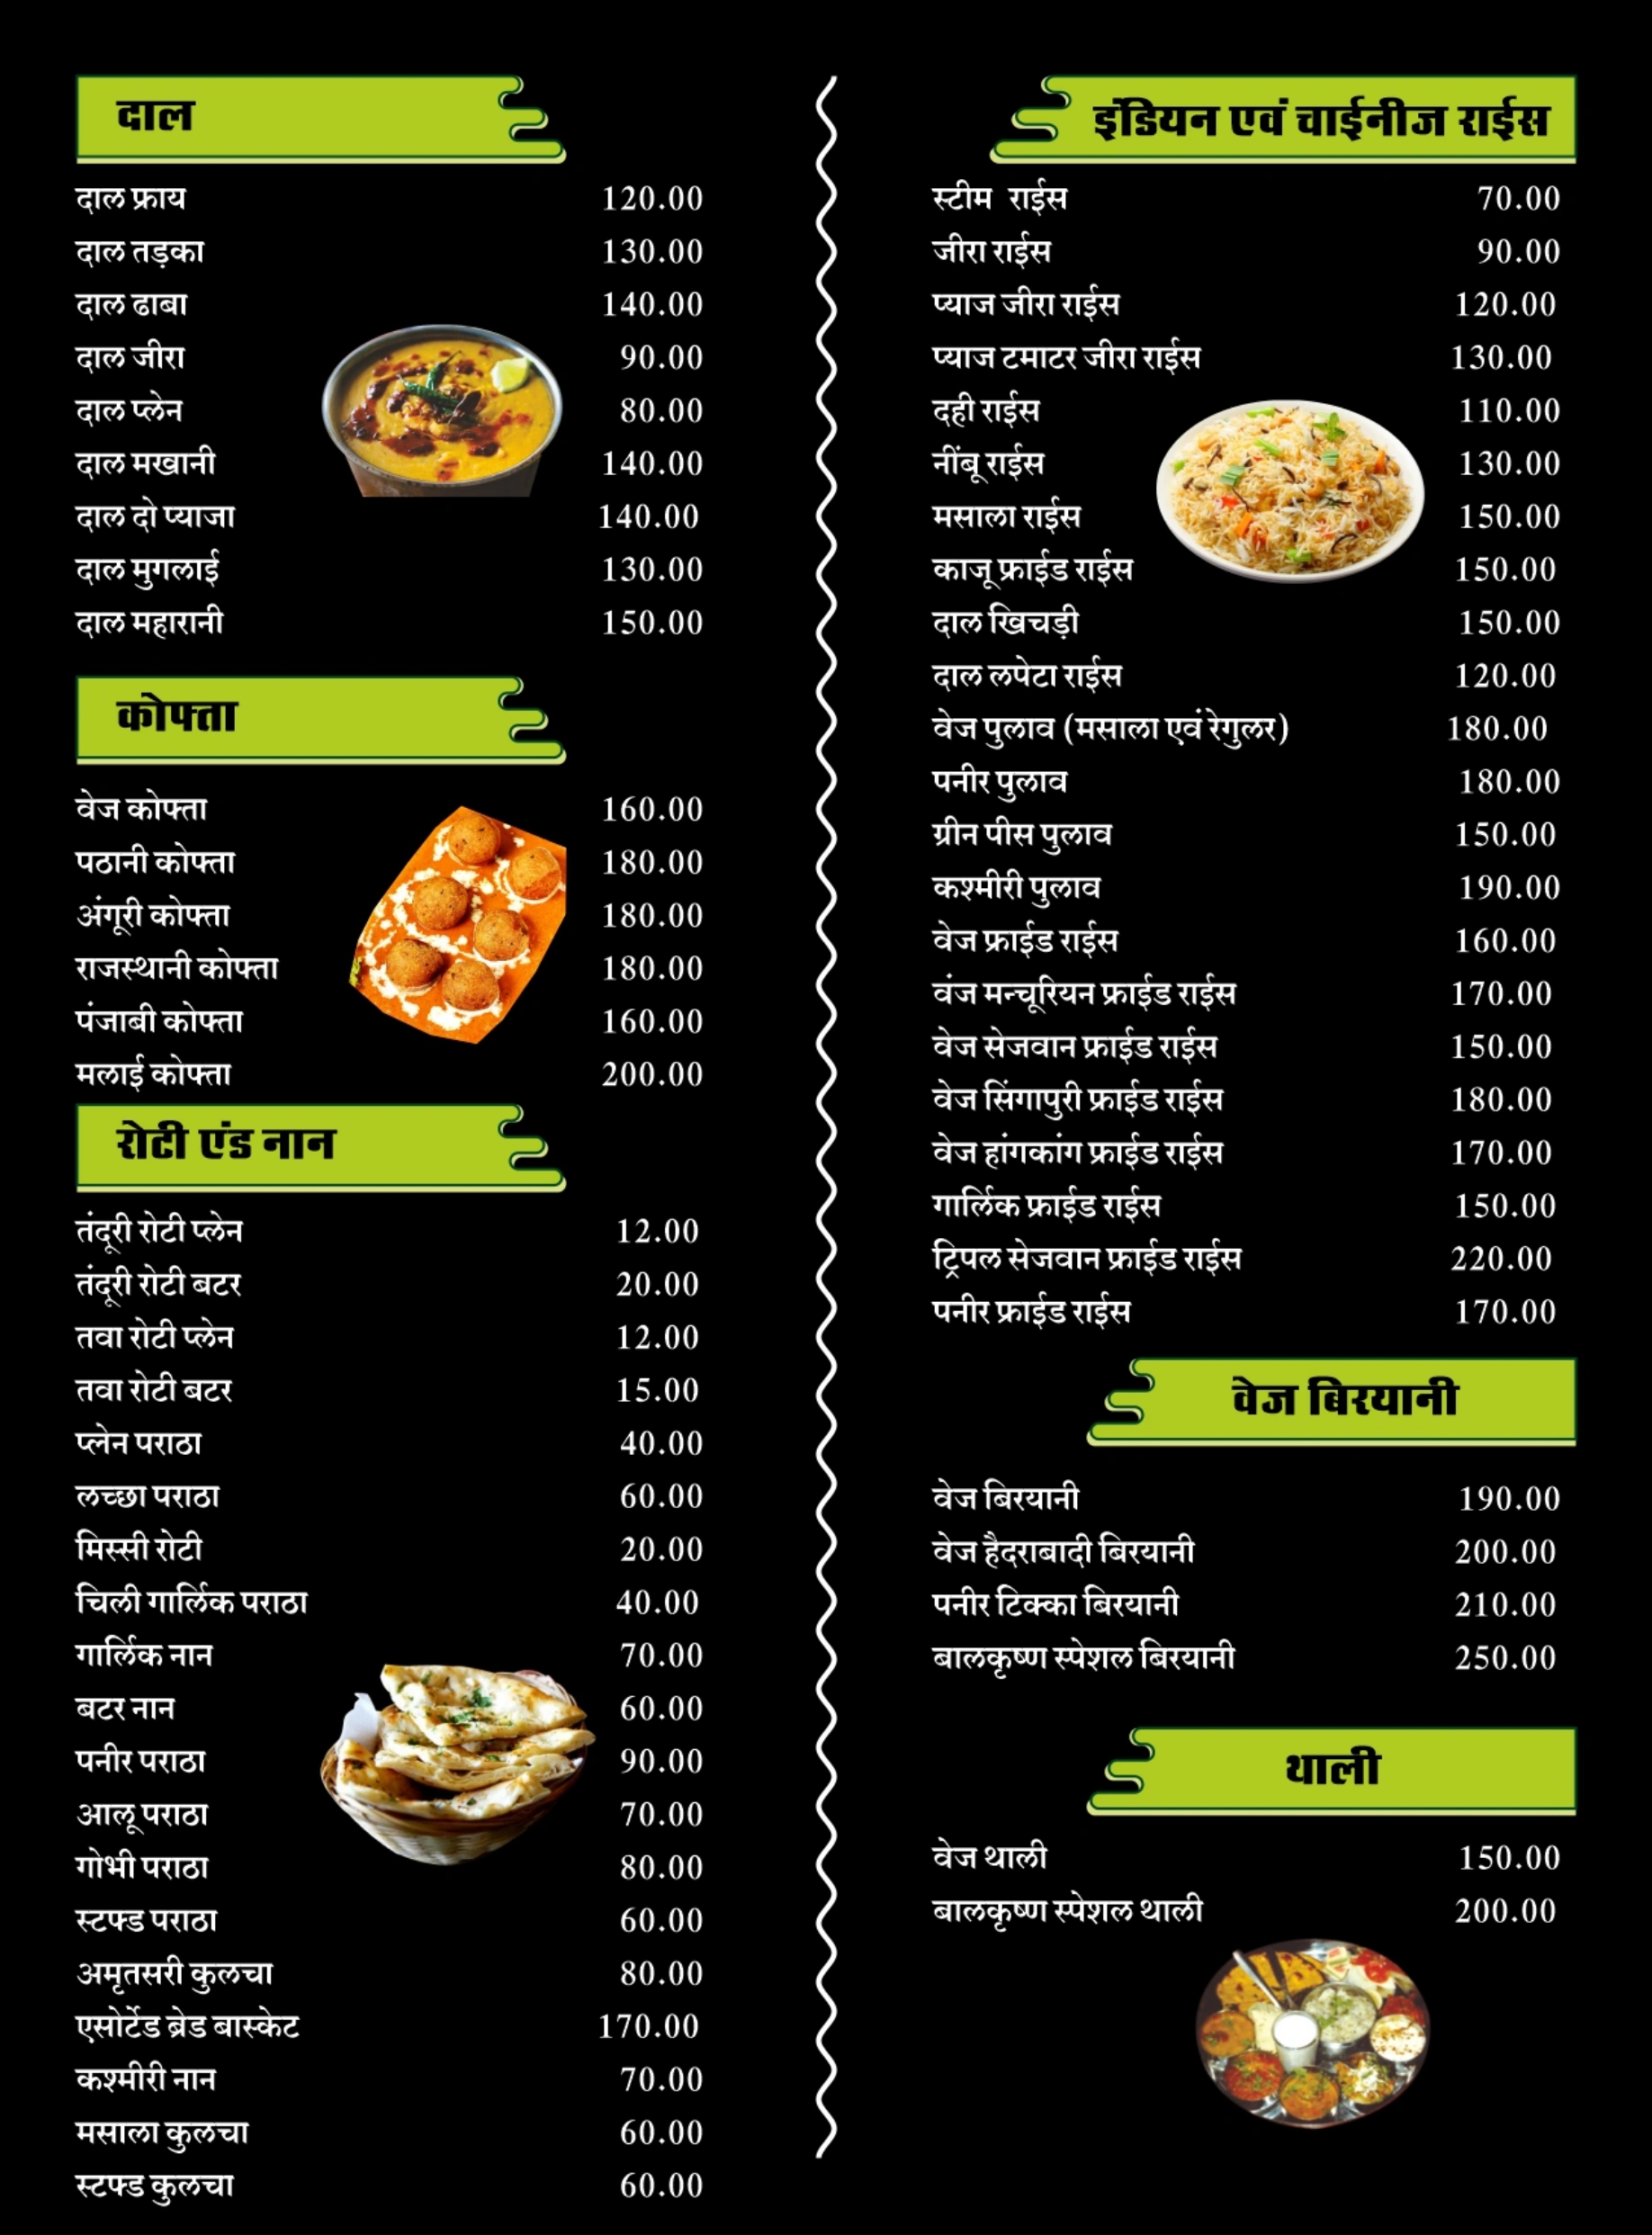 दाल
दाल फ्राय 120.00
दाल तड़का 130.00
दाल ढाबा 140.00
दाल जीरा 90.00
दाल प्लेन 80.00
दाल मखानी 140.00
दाल दो प्याजा 140.00
दाल मुगलाई 130.00
दाल महारानी 150.00
कोफ्ता
वेज कोफ्ता 160.00
पठानी कोफ्ता 180.00
अंगूरी कोफ्ता 180.00
राजस्थानी कोफ्ता 180.00
पंजाबी कोफ्ता 160.00
मलाई कोफ्ता 200.00
रोटी एंड नान
तंदूरी रोटी प्लेन 12.00
तंदूरी रोटी बटर 20.00
तवा रोटी प्लेन 12.00
तवा रोटी बटर 15.00
प्लेन पराठा 40.00
लच्छा पराठा 60.00
मिस्सी रोटी 20.00
चिली गार्लिक पराठा 40.00
गार्लिक नान 70.00
बटर नान 60.00
पनीर पराठा 90.00
आलू पराठा 70.00
गोभी पराठा 80.00
स्टफ्ड पराठा 60.00
अमृतसरी कुलचा 80.00
एसोर्टेड ब्रेड बास्केट 170.00
कश्मीरी नान 70.00
मसाला कुलचा 60.00
स्टफ्ड कुलचा 60.00
इंडियन एवं चाईनीज राईस
स्टीम राईस 70.00
जीरा राईस 90.00
प्याज जीरा राईस 120.00
प्याज टमाटर जीरा राईस 130.00
दही राईस 110.00
नींबू राईस 130.00
मसाला राईस 150.00
काजू फ्राईड राईस 150.00
दाल खिचड़ी 150.00
दाल लपेटा राईस 120.00
वेज पुलाव (मसाला एवं रेगुलर) 180.00
पनीर पुलाव 180.00
ग्रीन पीस पुलाव 150.00
कश्मीरी पुलाव 190.00
वेज फ्राईड राईस 160.00
वंज मन्चूरियन फ्राईड राईस 170.00
वेज सेजवान फ्राईड राईस 150.00
वेज सिंगापुरी फ्राईड राईस 180.00
वेज हांगकांग फ्राईड राईस 170.00
गार्लिक फ्राईड राईस 150.00
ट्रिपल सेजवान फ्राईड राईस 220.00
पनीर फ्राईड राईस 170.00
वेज बिरयानी
वेज बिरयानी 190.00
वेज हैदराबादी बिरयानी 200.00
पनीर टिक्का बिरयानी 210.00
बालकृष्ण स्पेशल बिरयानी 250.00
थाली
वेज थाली 150.00
बालकृष्ण स्पेशल थाली 200.00